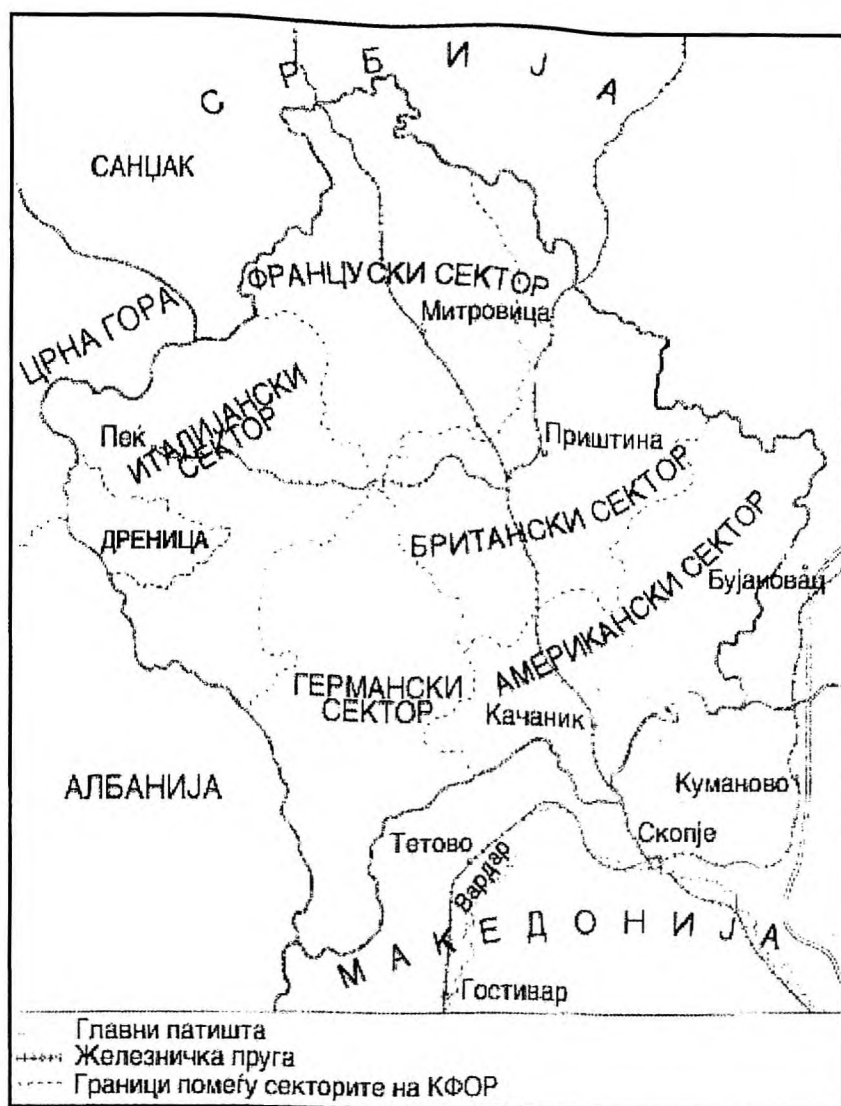 СРБИЈА
САНЏАК
ФРАНЦУСКИ СЕКТОР
Митровица
ЦРНА ГОРА
Пеќ
ИТАЛИЈАНСКИ
СЕКТОР
Приштина
БРИТАНСКИ СЕКТОР
ДРЕНИЦА
АМЕРИКАНСКИ СЕКТОР
Бујановац
ГЕРМАНСКИ
СЕКТОР
Качаник
АЛБАНИЈА
Куманово
Скопје
Тетово
Вардар
МАКЕДОНИЈА
Гостивар
Главни патишта
Железничка пруга
Граници помеѓу секторите на КФОР